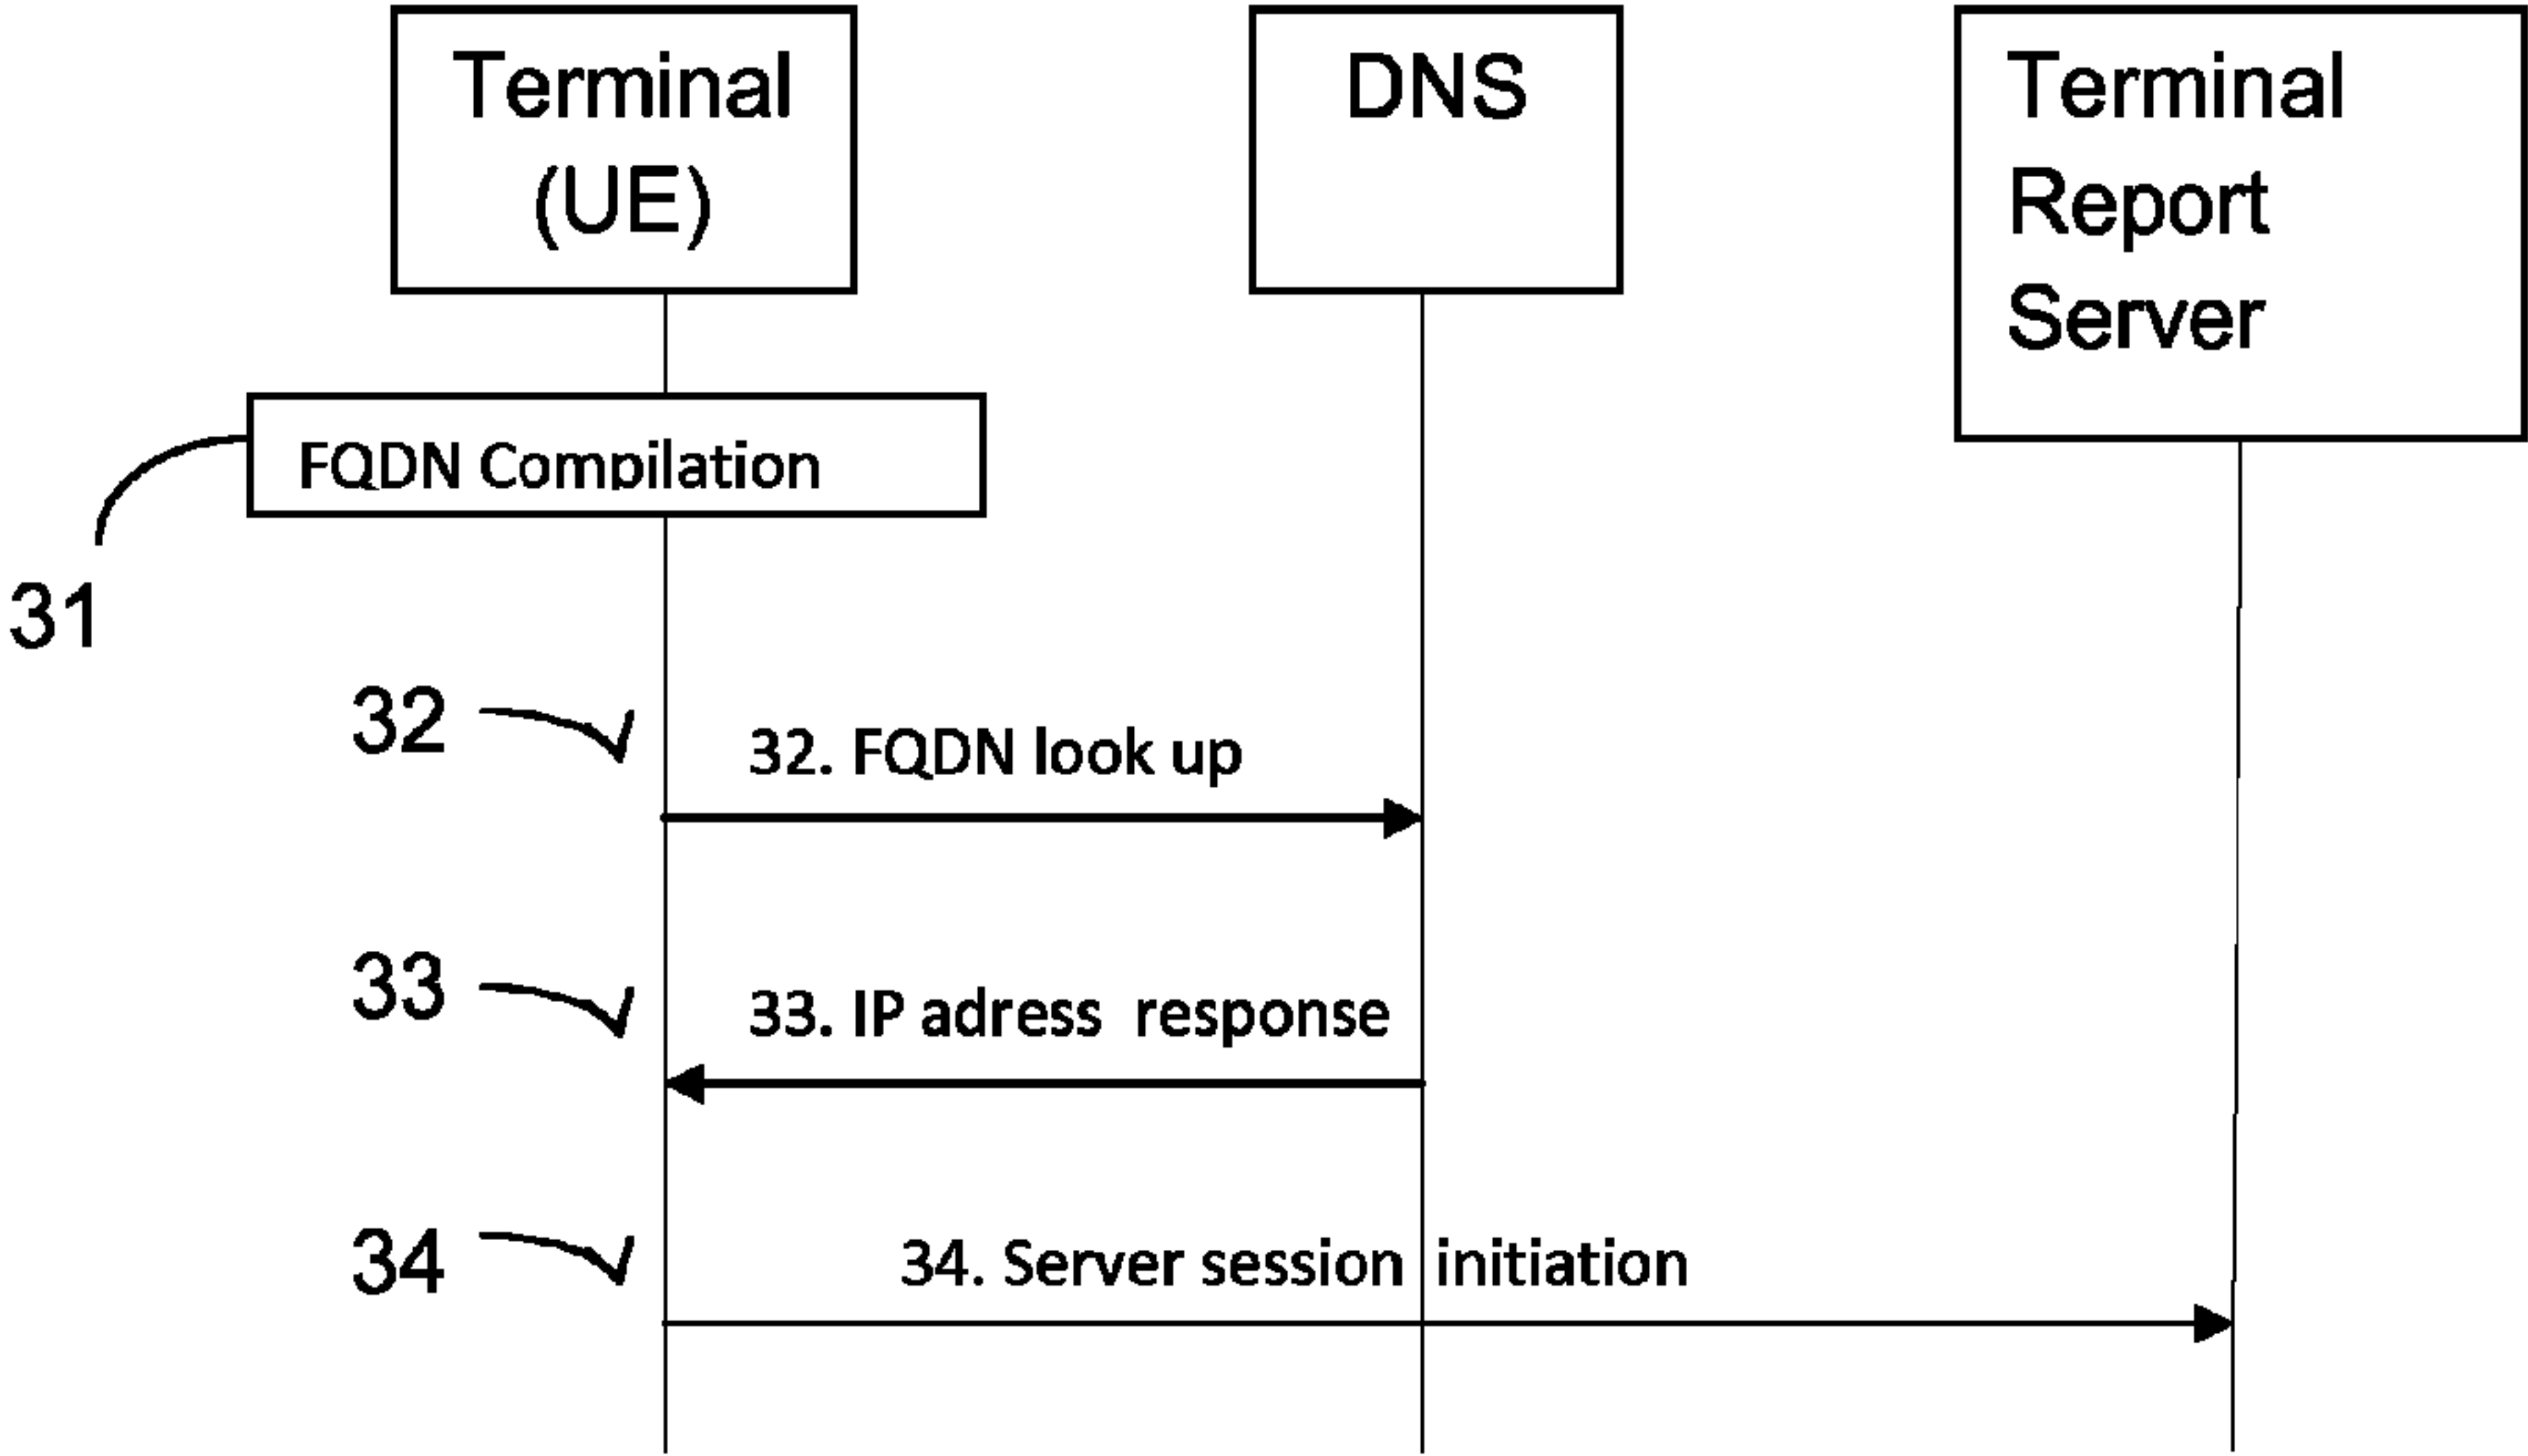 Terminal
(UE)
DNS
Terminal
Report
Server
FQDN Compilation
31
32
32. FQDN look up
33
33. IP adress response
34
34. Server session initiation